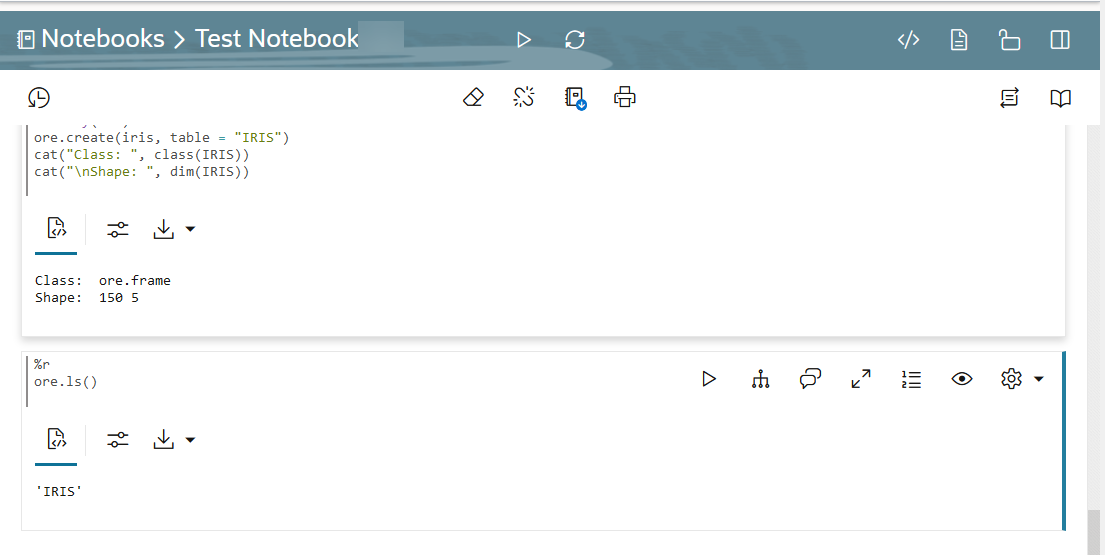 Notebooks > Test Notebook
ore.create(iris, table = "IRIS")
cat("Class: ", class(IRIS))
cat("\nShape: ", dim(IRIS))
Class:  ore.frame
Shape:  150 5
%r
ore.ls()
'IRIS'